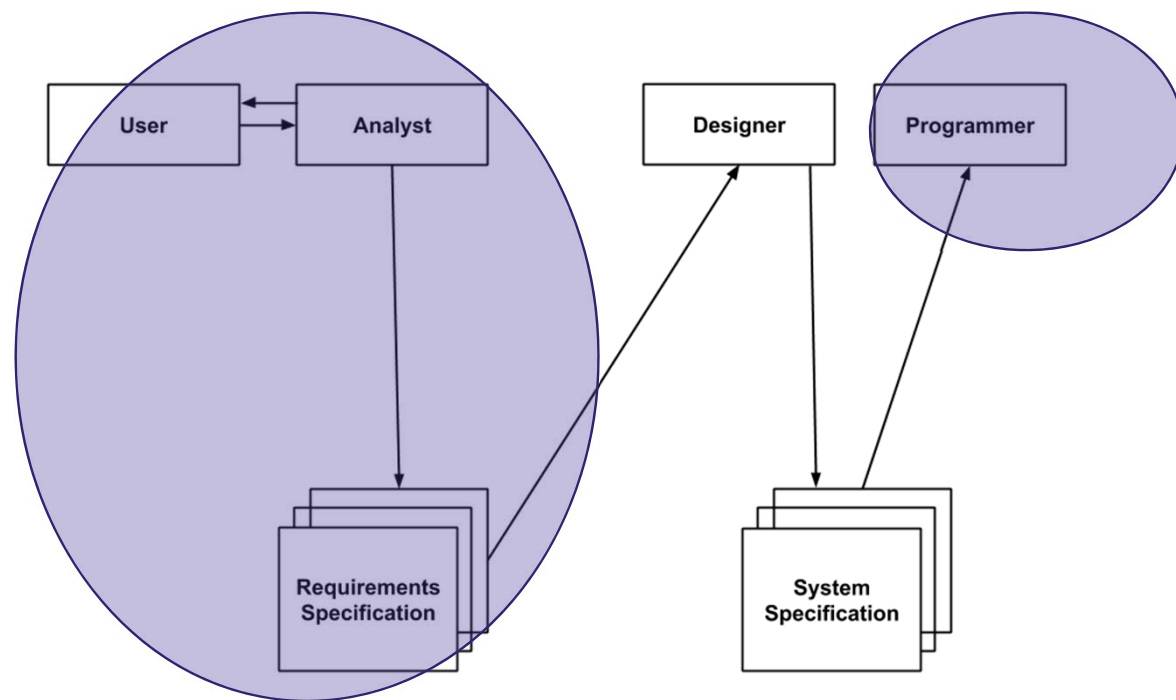 User
Analyst
Designer
Programmer
Requirements
Specification
System
Specification